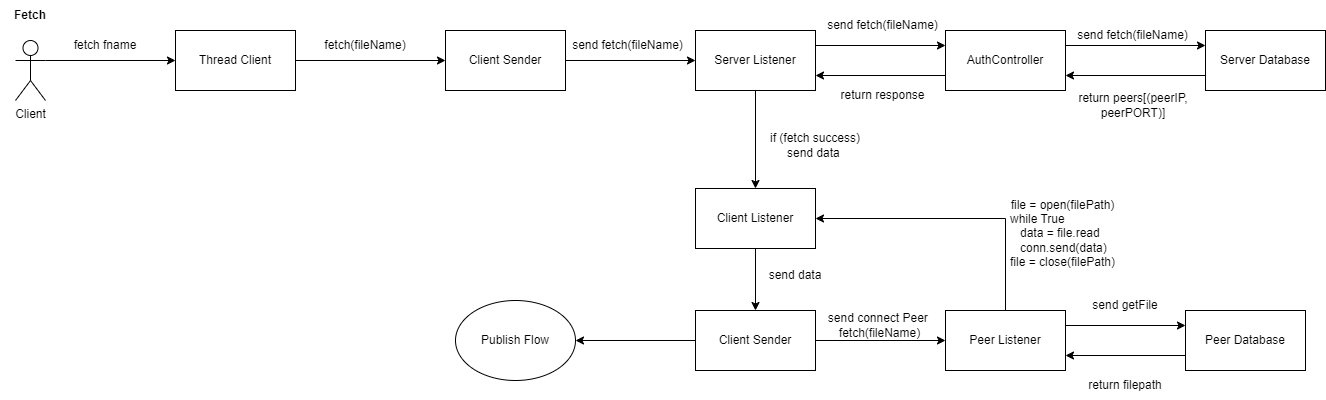 Fetch
fetch fname
Client
Thread Client
fetch(fileName)
Client Sender
send fetch(fileName)
Server Listener
send fetch(fileName)
return response
AuthController
send fetch(fileName)
return peers[(peerIP,
peerPORT)]
Server Database
if (fetch success)
send data
Client Listener
file = open(filePath)
while True
data = file.read
conn.send(data)
file = close(filePath)
send data
Publish Flow
Client Sender
send connect Peer
fetch(fileName)
Peer Listener
send getFile
return filepath
Peer Database